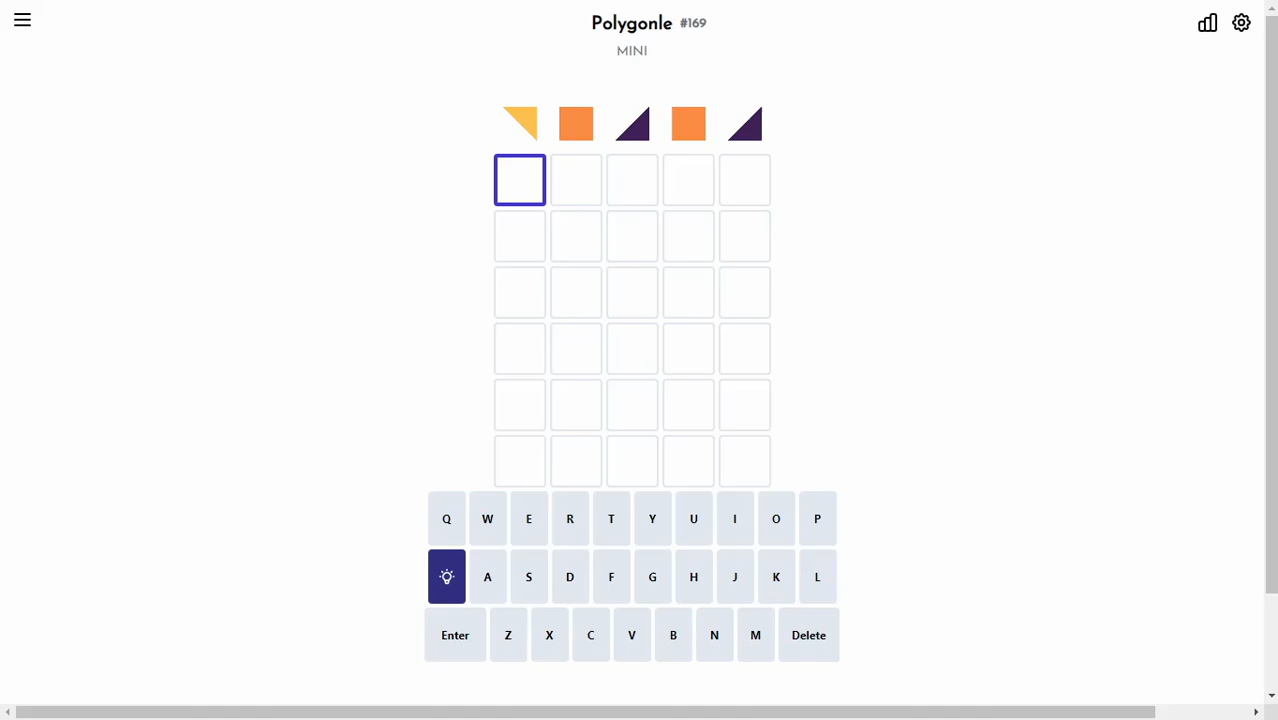 Polygonle #169
MINI
Q W E R T Y U I O P
A S D F G H J K L
Enter Z X C V B N M Delete